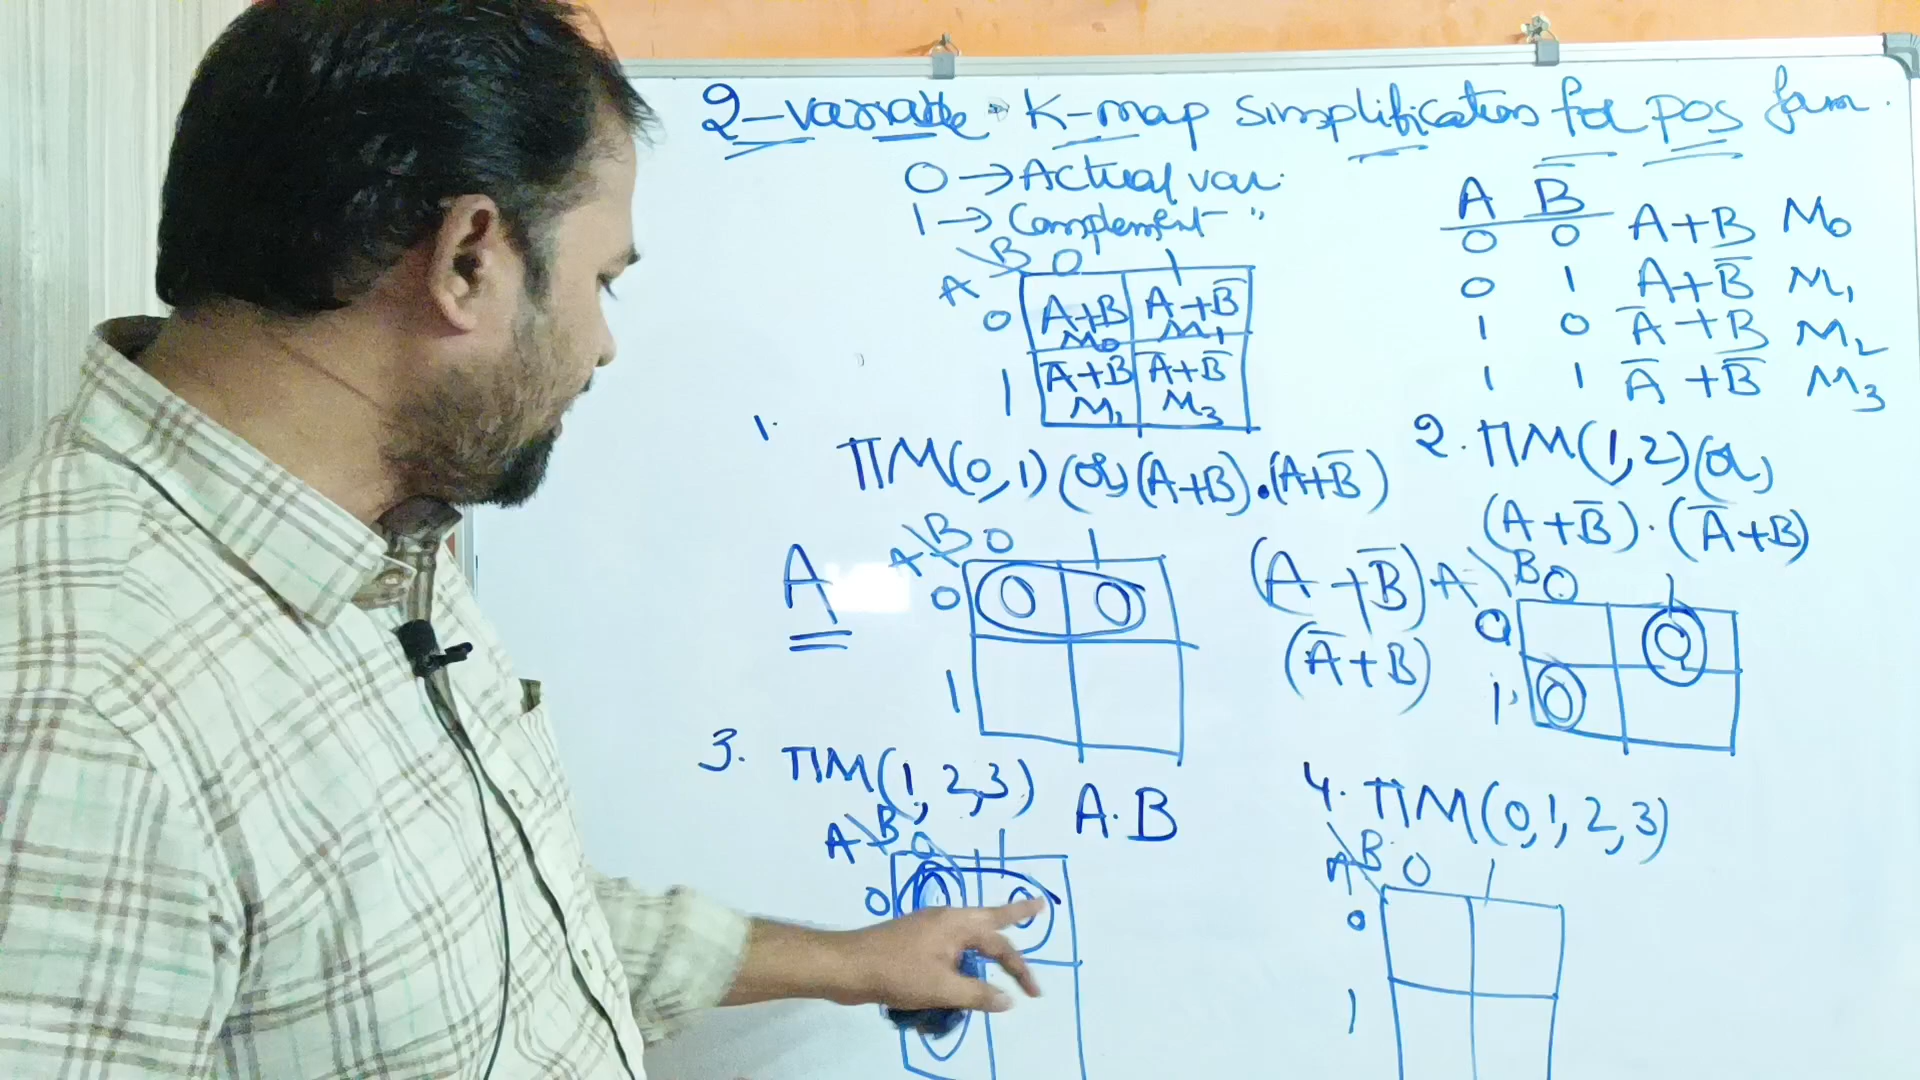 2-variable K-map simplification for POS form.
0 → Actual var.
1 → Complement "
A B 0 1
0 A+B M0 A+B̅ M1
1 A̅+B M1 A̅+B̅ M3
A B̅
0 0 A+B M0
0 1 A+B̅ M1
1 0 A̅+B M2
1 1 A̅+B̅ M3
1.
ΠM(0,1) (or) (A+B).(A+B̅)
A B 0 1
0 0 0
1
A
2. ΠM(1,2) (or)
(A+B̅).(A̅+B)
A B 0 1
0 0
1 0
(A+B̅)
(A̅+B)
3. ΠM(1,2,3) A.B
A B 0 1
0 0 0
4. ΠM(0,1,2,3)
A B 0 1
0
1